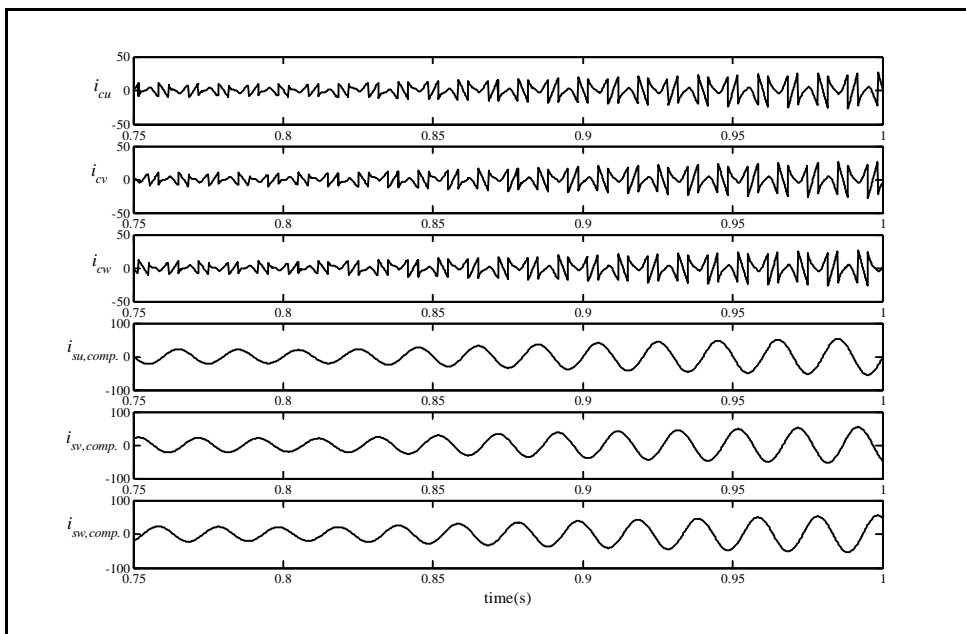 50
i_cu 0
-50
0.75 0.8 0.85 0.9 0.95 1
50
i_cv 0
-50
0.75 0.8 0.85 0.9 0.95 1
50
i_cw 0
-50
0.75 0.8 0.85 0.9 0.95 1
100
i_su,comp. 0
-100
0.75 0.8 0.85 0.9 0.95 1
100
i_sv,comp. 0
-100
0.75 0.8 0.85 0.9 0.95 1
100
i_sw,comp. 0
-100
0.75 0.8 0.85 0.9 0.95 1
time(s)